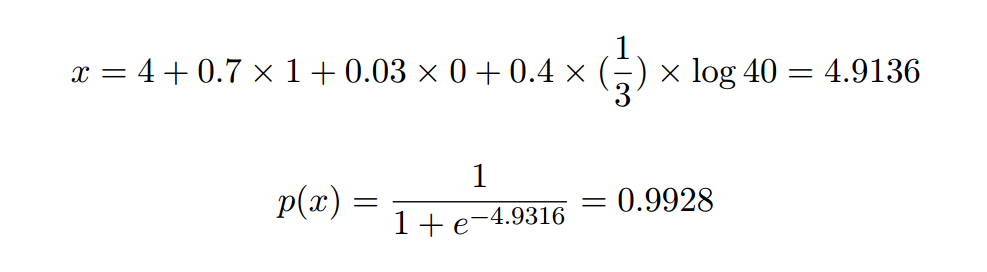 x = 4 + 0.7 × 1 + 0.03 × 0 + 0.4 × (1/3) × log 40 = 4.9136
p(x) = 1/(1 + e^{−4.9316}) = 0.9928